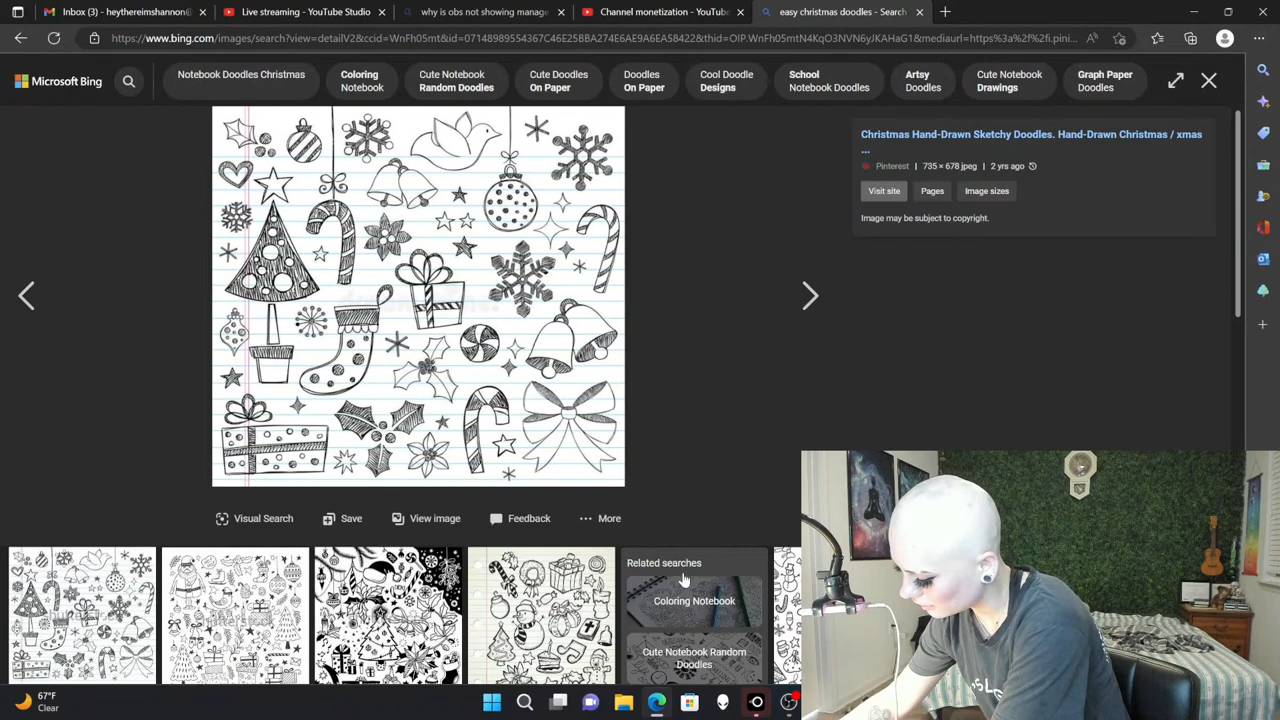 Inbox (3) - heythereimshannon
Live streaming - YouTube Studio
why is obs not showing manage
Channel monetization - YouTube
easy christmas doodles - Search
https://www.bing.com/images/search?view=detailV2&ccid=WnFh05mt&id=07148989554367C46E25BBA274E6AE9A6EA58422&thid=OIP.WnFh05mtN4KqO3NVN6yJKAHaG1&mediaurl=https%3a%2f%2fi.pini...
Microsoft Bing
Notebook Doodles Christmas
Coloring
Notebook
Cute Notebook
Random Doodles
Cute Doodles
On Paper
Doodles
On Paper
Cool Doodle
Designs
School
Notebook Doodles
Artsy
Doodles
Cute Notebook
Drawings
Graph Paper
Doodles
Christmas Hand-Drawn Sketchy Doodles. Hand-Drawn Christmas / xmas
...
Pinterest | 735 × 678 jpeg | 2 yrs ago
Visit site
Pages
Image sizes
Image may be subject to copyright.
Visual Search
Save
View image
Feedback
More
Related searches
Coloring Notebook
Cute Notebook Random
Doodles
67°F
Clear